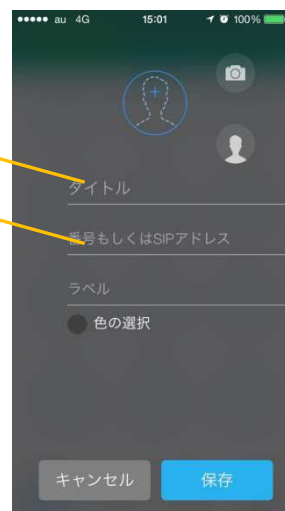 au 4G 15:01 100%
タイトル
番号もしくはSIPアドレス
ラベル
色の選択
キャンセル 保存